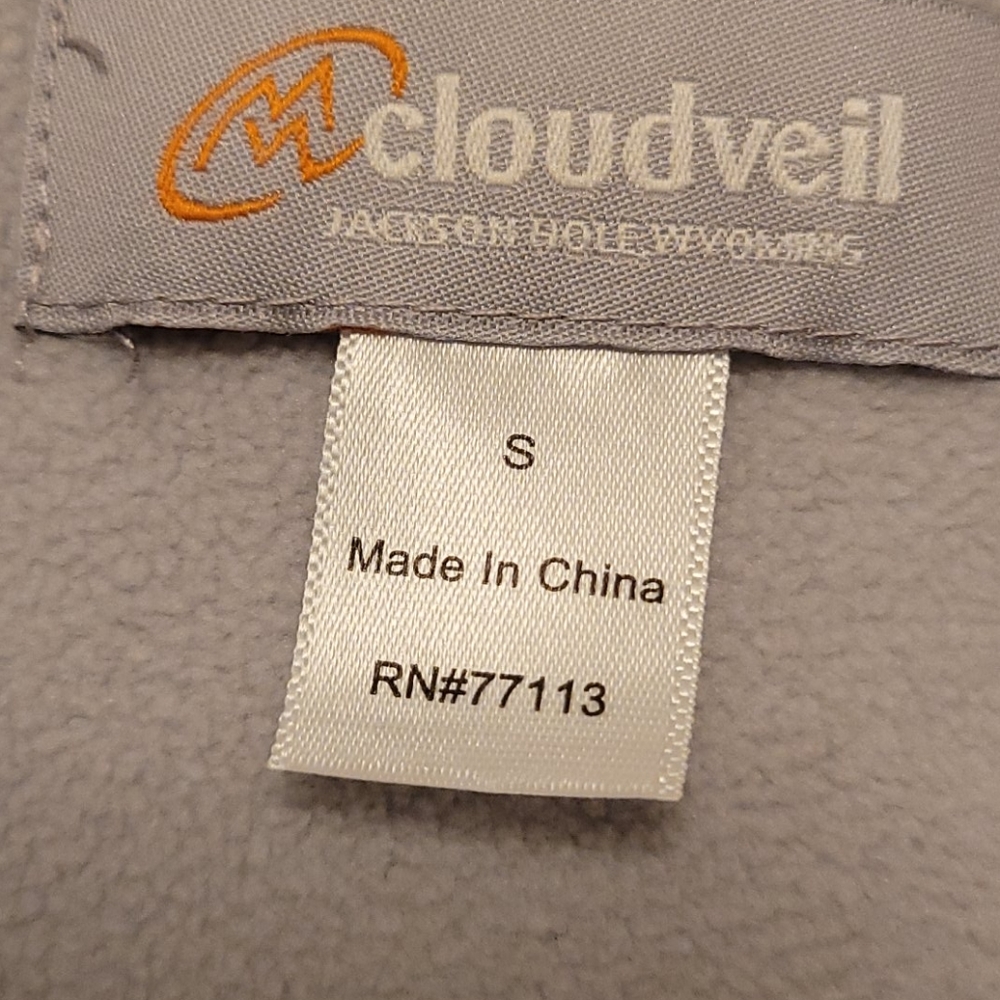 cloudveil
JACKSON HOLE WYOMING
S
Made In China
RN#77113